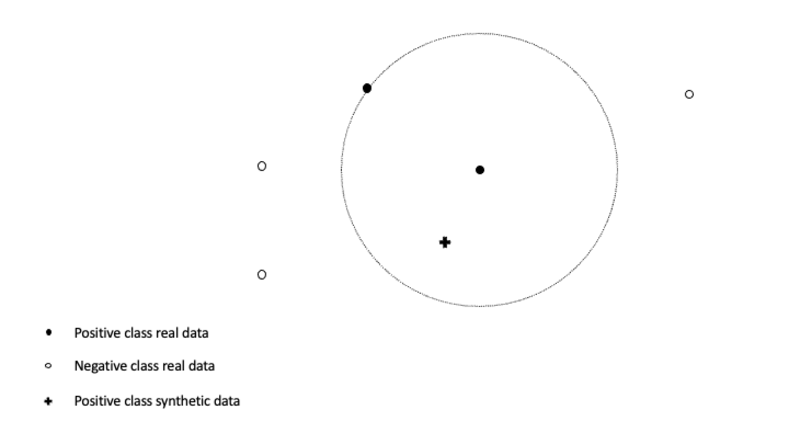 Positive class real data
Negative class real data
Positive class synthetic data